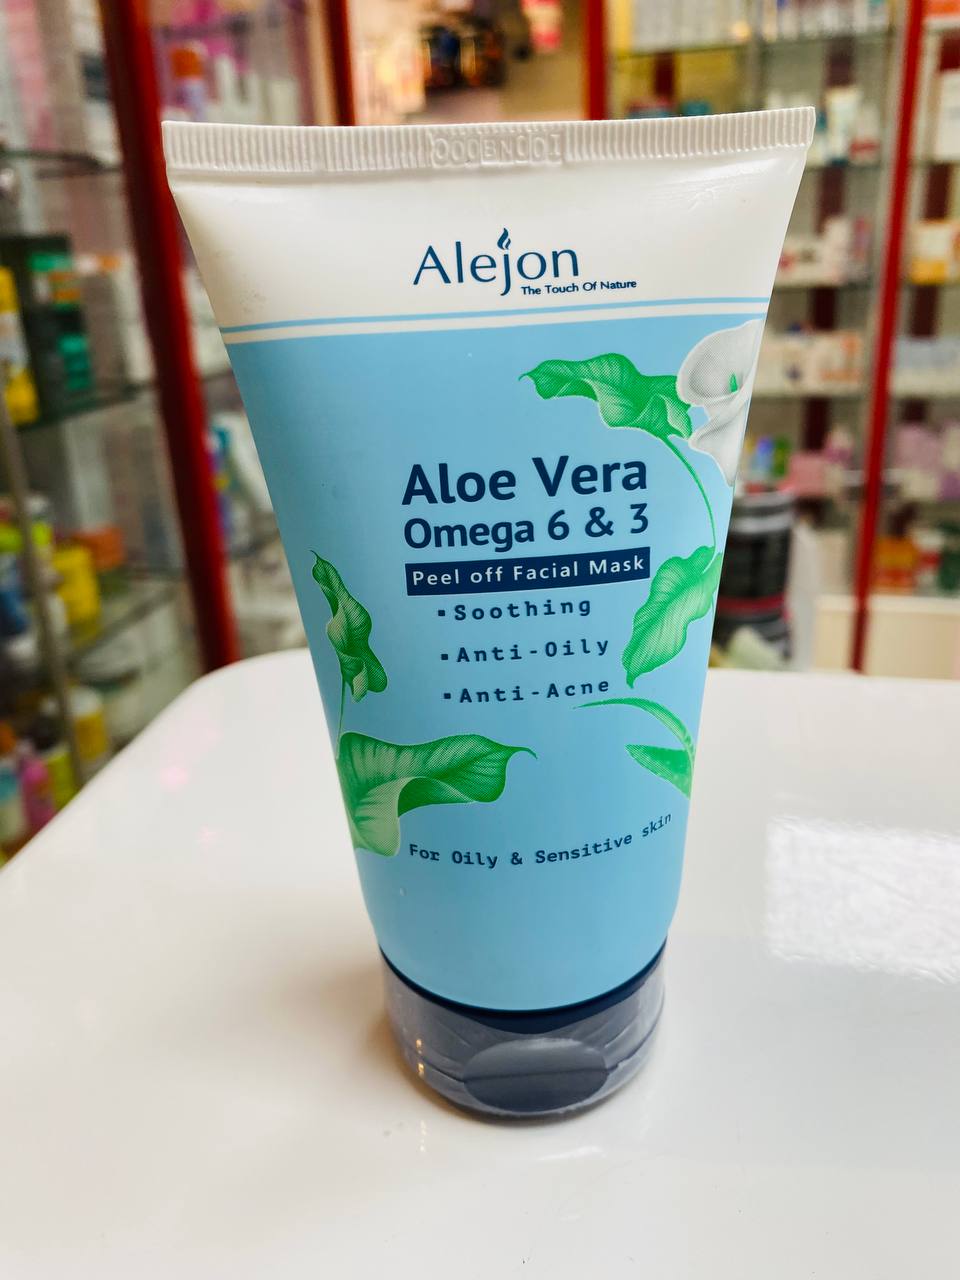 Alejon
The Touch Of Nature
Aloe Vera
Omega 6 & 3
Peel off Facial Mask
▪Soothing
▪Anti-Oily
▪Anti-Acne
For Oily & Sensitive skin